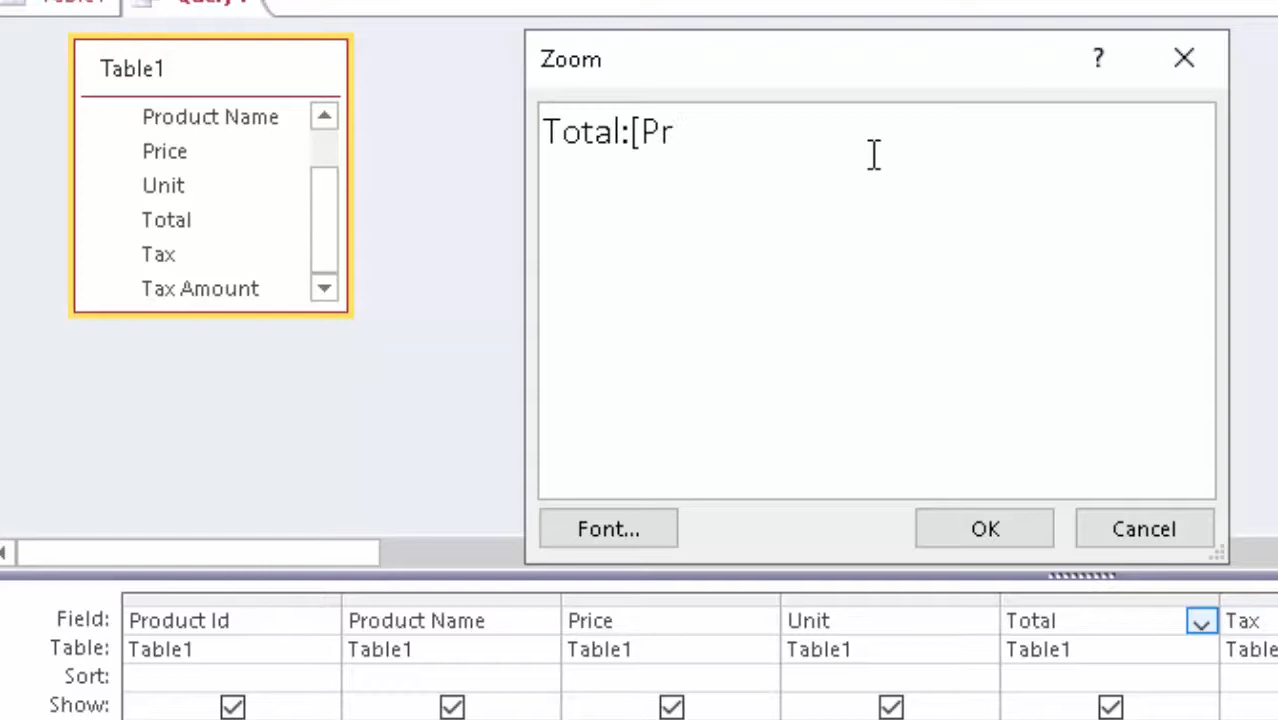 Table1
Zoom
?
Table1
Total:[Pr
Product Name
Price
Unit
Total
Tax
Tax Amount
Font...
OK
Cancel
Field: Product Id Product Name Price Unit Total Tax
Table: Table1 Table1 Table1 Table1 Table1 Table
Sort:
Show: